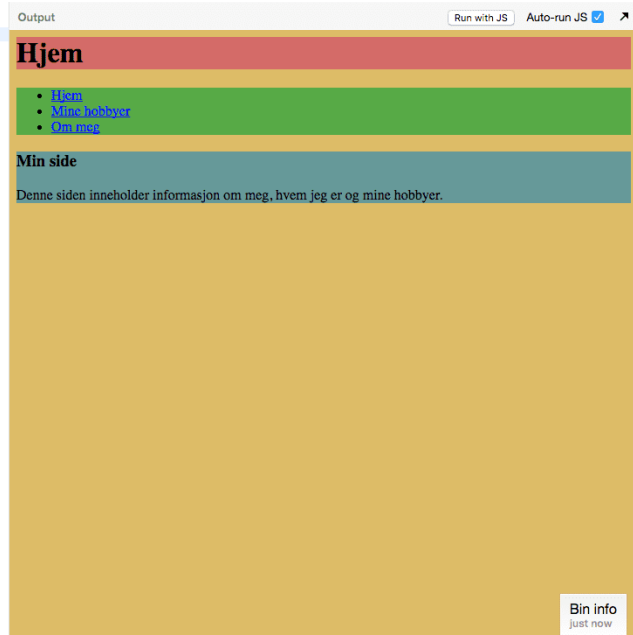 Output
Run with JS
Auto-run JS
Hjem
Hjem
Mine hobbyer
Om meg
Min side
Denne siden inneholder informasjon om meg, hvem jeg er og mine hobbyer.
Bin info
just now